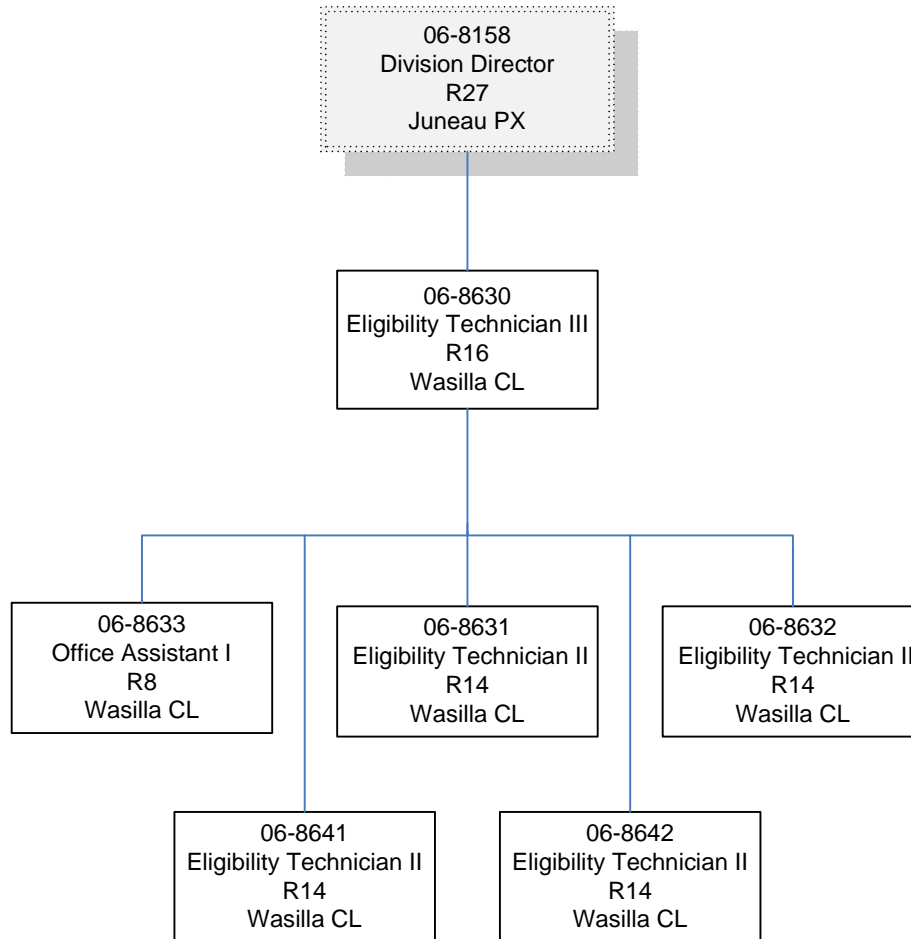 06-8158
Division Director
R27
Juneau PX
06-8630
Eligibility Technician III
R16
Wasilla CL
06-8633
Office Assistant I
R8
Wasilla CL
06-8631
Eligibility Technician II
R14
Wasilla CL
06-8632
Eligibility Technician II
R14
Wasilla CL
06-8641
Eligibility Technician II
R14
Wasilla CL
06-8642
Eligibility Technician II
R14
Wasilla CL